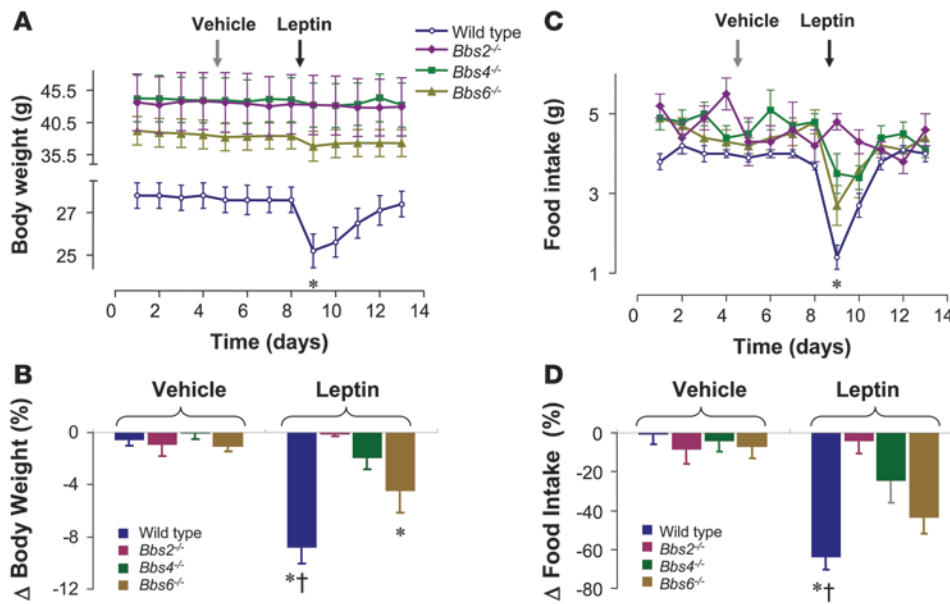 A
Vehicle
Leptin
Wild type
Bbs2-/-
Bbs4-/-
Bbs6-/-
Body weight (g)
45.5
40.5
35.5
27
25
*
0 2 4 6 8 10 12 14
Time (days)
C
Vehicle
Leptin
Food intake (g)
5
3
1
*
0 2 4 6 8 10 12 14
Time (days)
B
Vehicle
Leptin
Δ Body Weight (%)
0
-4
-8
-12
Wild type
Bbs2-/-
Bbs4-/-
Bbs6-/-
*†
*
D
Vehicle
Leptin
Δ Food Intake (%)
0
-20
-40
-60
-80
Wild type
Bbs2-/-
Bbs4-/-
Bbs6-/-
*†